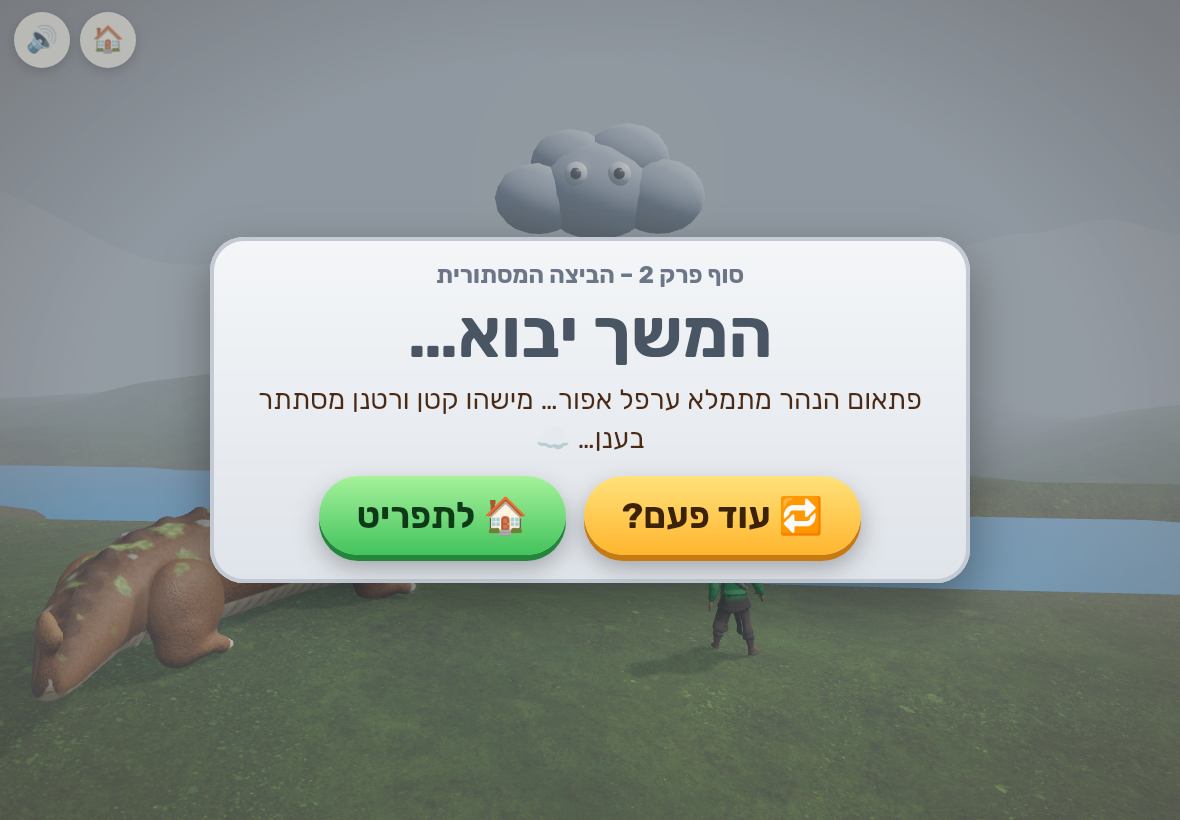 סוף פרק 2 – הביצה המסתורית
המשך יבוא...
פתאום הנהר מתמלא ערפל אפור... מישהו קטן ורטנן מסתתר
בענן... ☁️
🔁 עוד פעם?
🏠 לתפריט